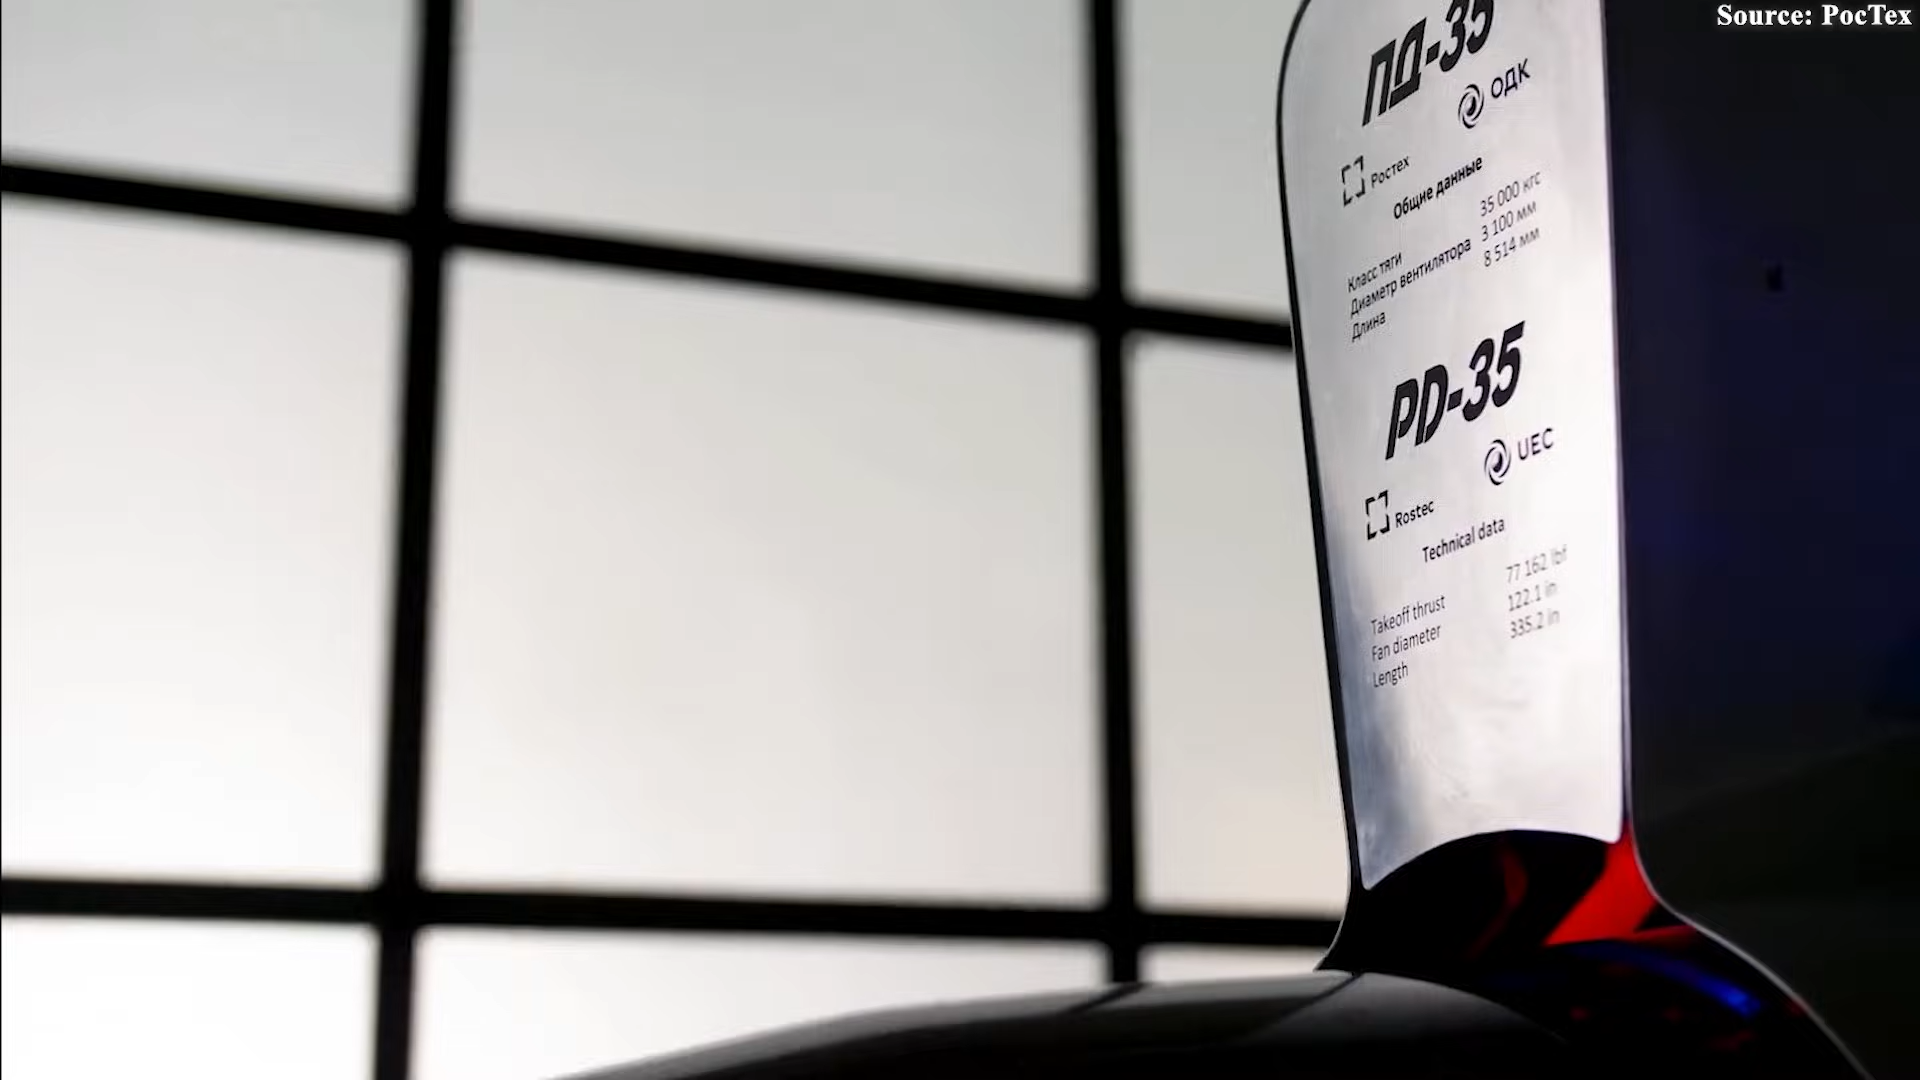 Source: РосТех
ПД-35
ОДК
Ростех
Общие данные
Класс тяги 35 000 кгс
Диаметр вентилятора 3 100 мм
Длина 8 514 мм
PD-35
UEC
Rostec
Technical data
Takeoff thrust 77 162 lbf
Fan diameter 122.1 in
Length 335.2 in